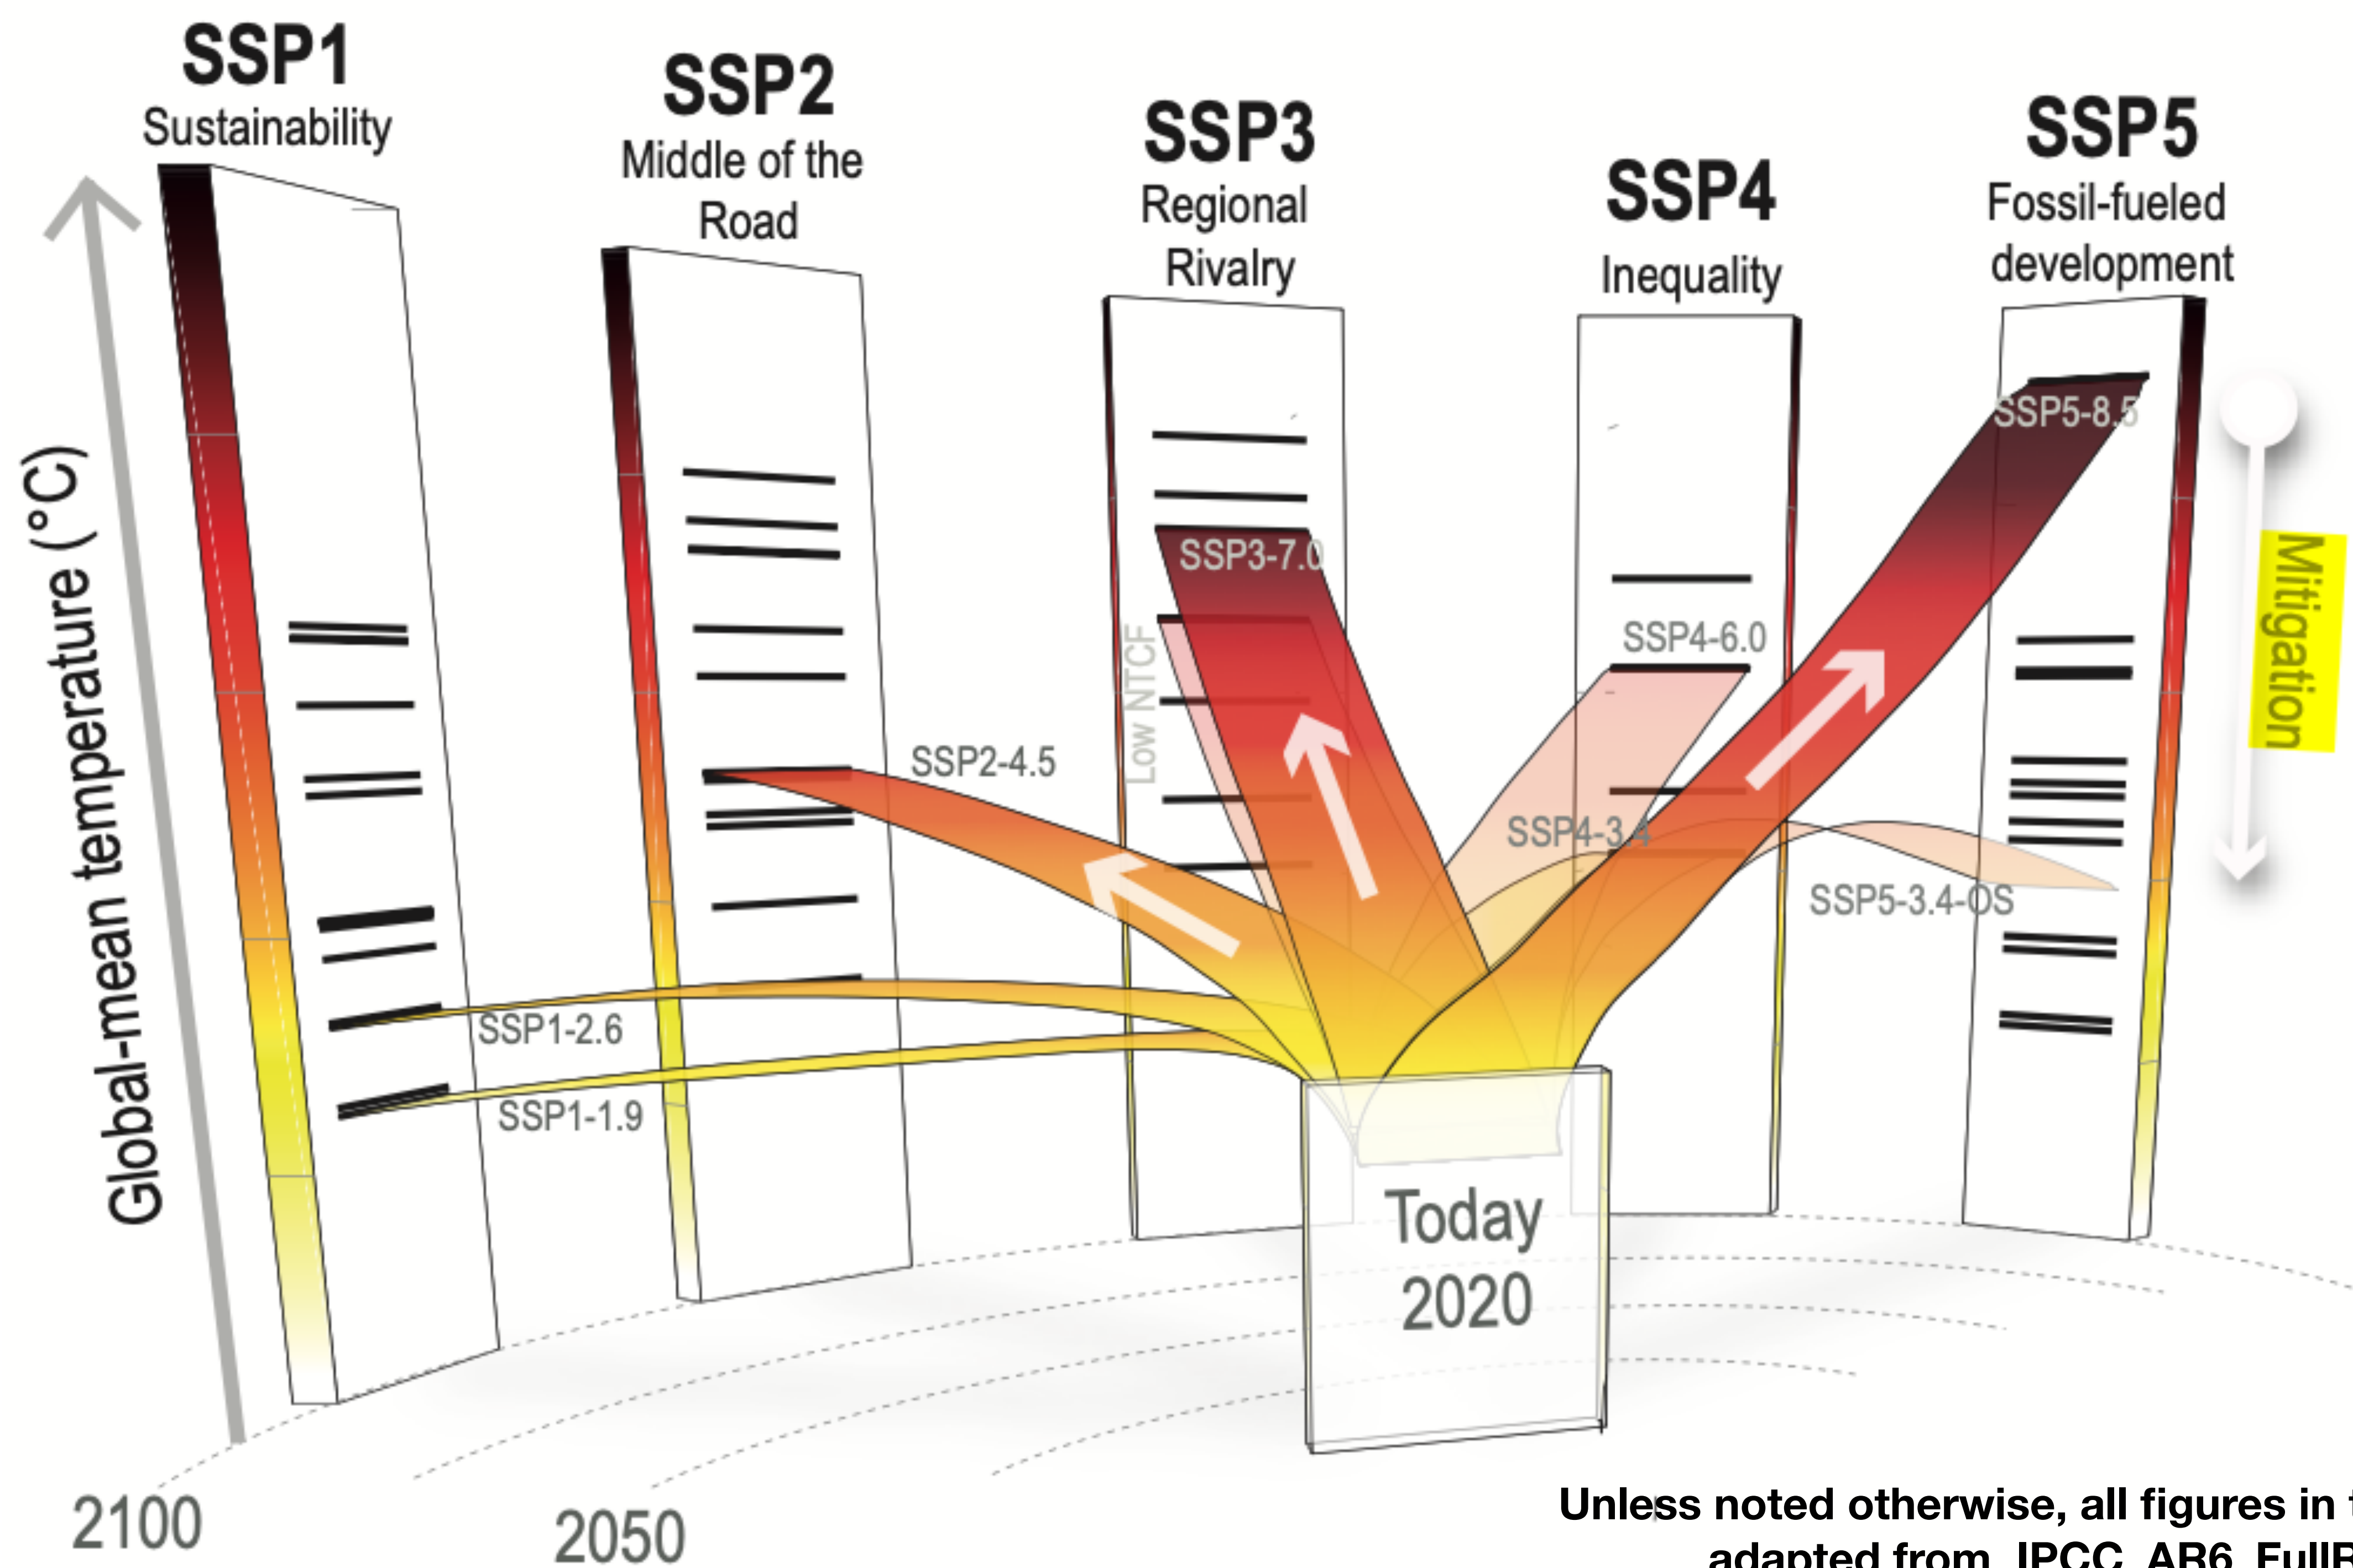 SSP1
Sustainability
SSP2
Middle of the
Road
SSP3
Regional
Rivalry
SSP4
Inequality
SSP5
Fossil-fueled
development
Global-mean temperature (°C)
SSP5-8.5
SSP3-7.0
Low NTCF
SSP4-6.0
Mitigation
SSP2-4.5
SSP4-3.4
SSP5-3.4-OS
SSP1-2.6
SSP1-1.9
Today
2020
2100
2050
Unless noted otherwise, all figures in
adapted from IPCC_AR6_FullR